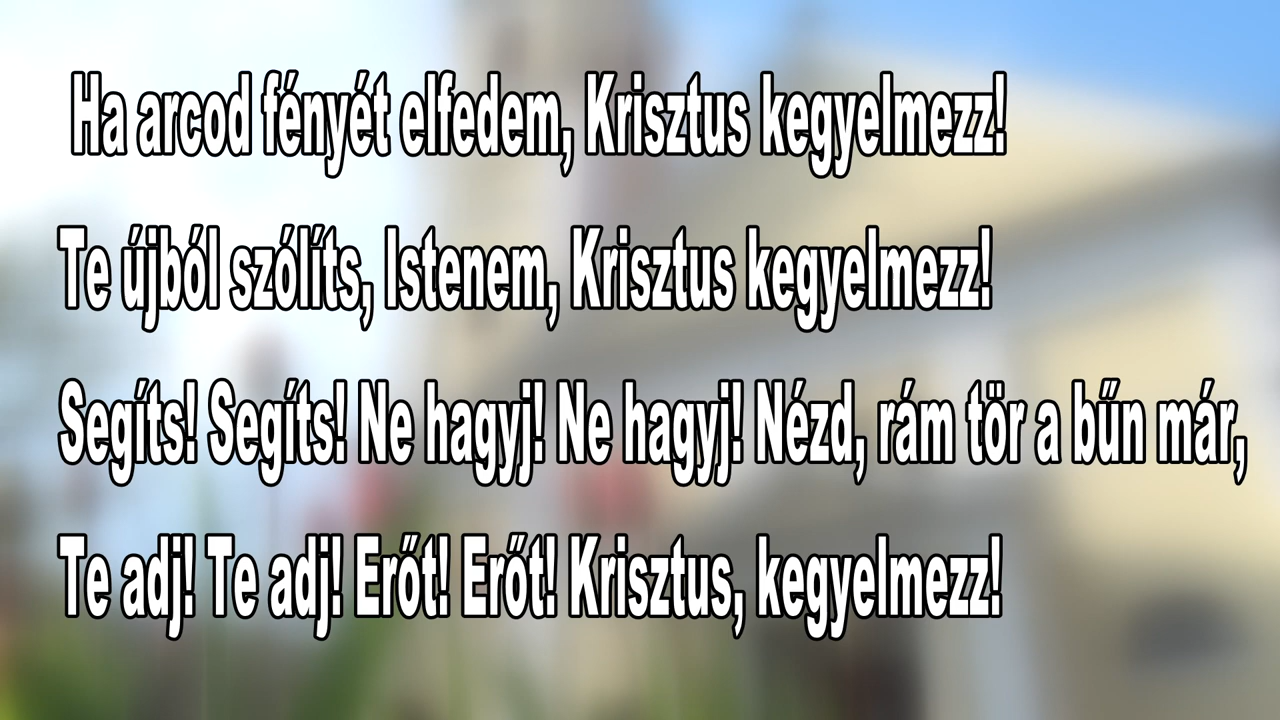 Ha arcod fényét elfedem, Krisztus kegyelmezz!
Te újból szólíts, Istenem, Krisztus kegyelmezz!
Segíts! Segíts! Ne hagyj! Ne hagyj! Nézd, rám tör a bűn már,
Te adj! Te adj! Erőt! Erőt! Krisztus, kegyelmezz!